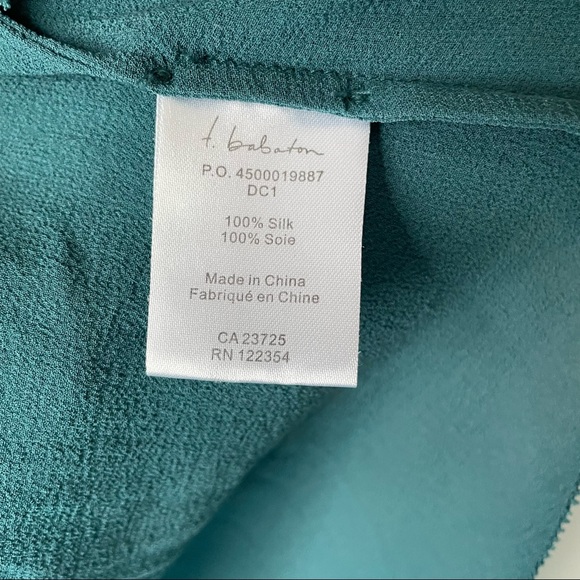 t. babaton
P.O. 4500019887
DC1
100% Silk
100% Soie
Made in China
Fabriqué en Chine
CA 23725
RN 122354